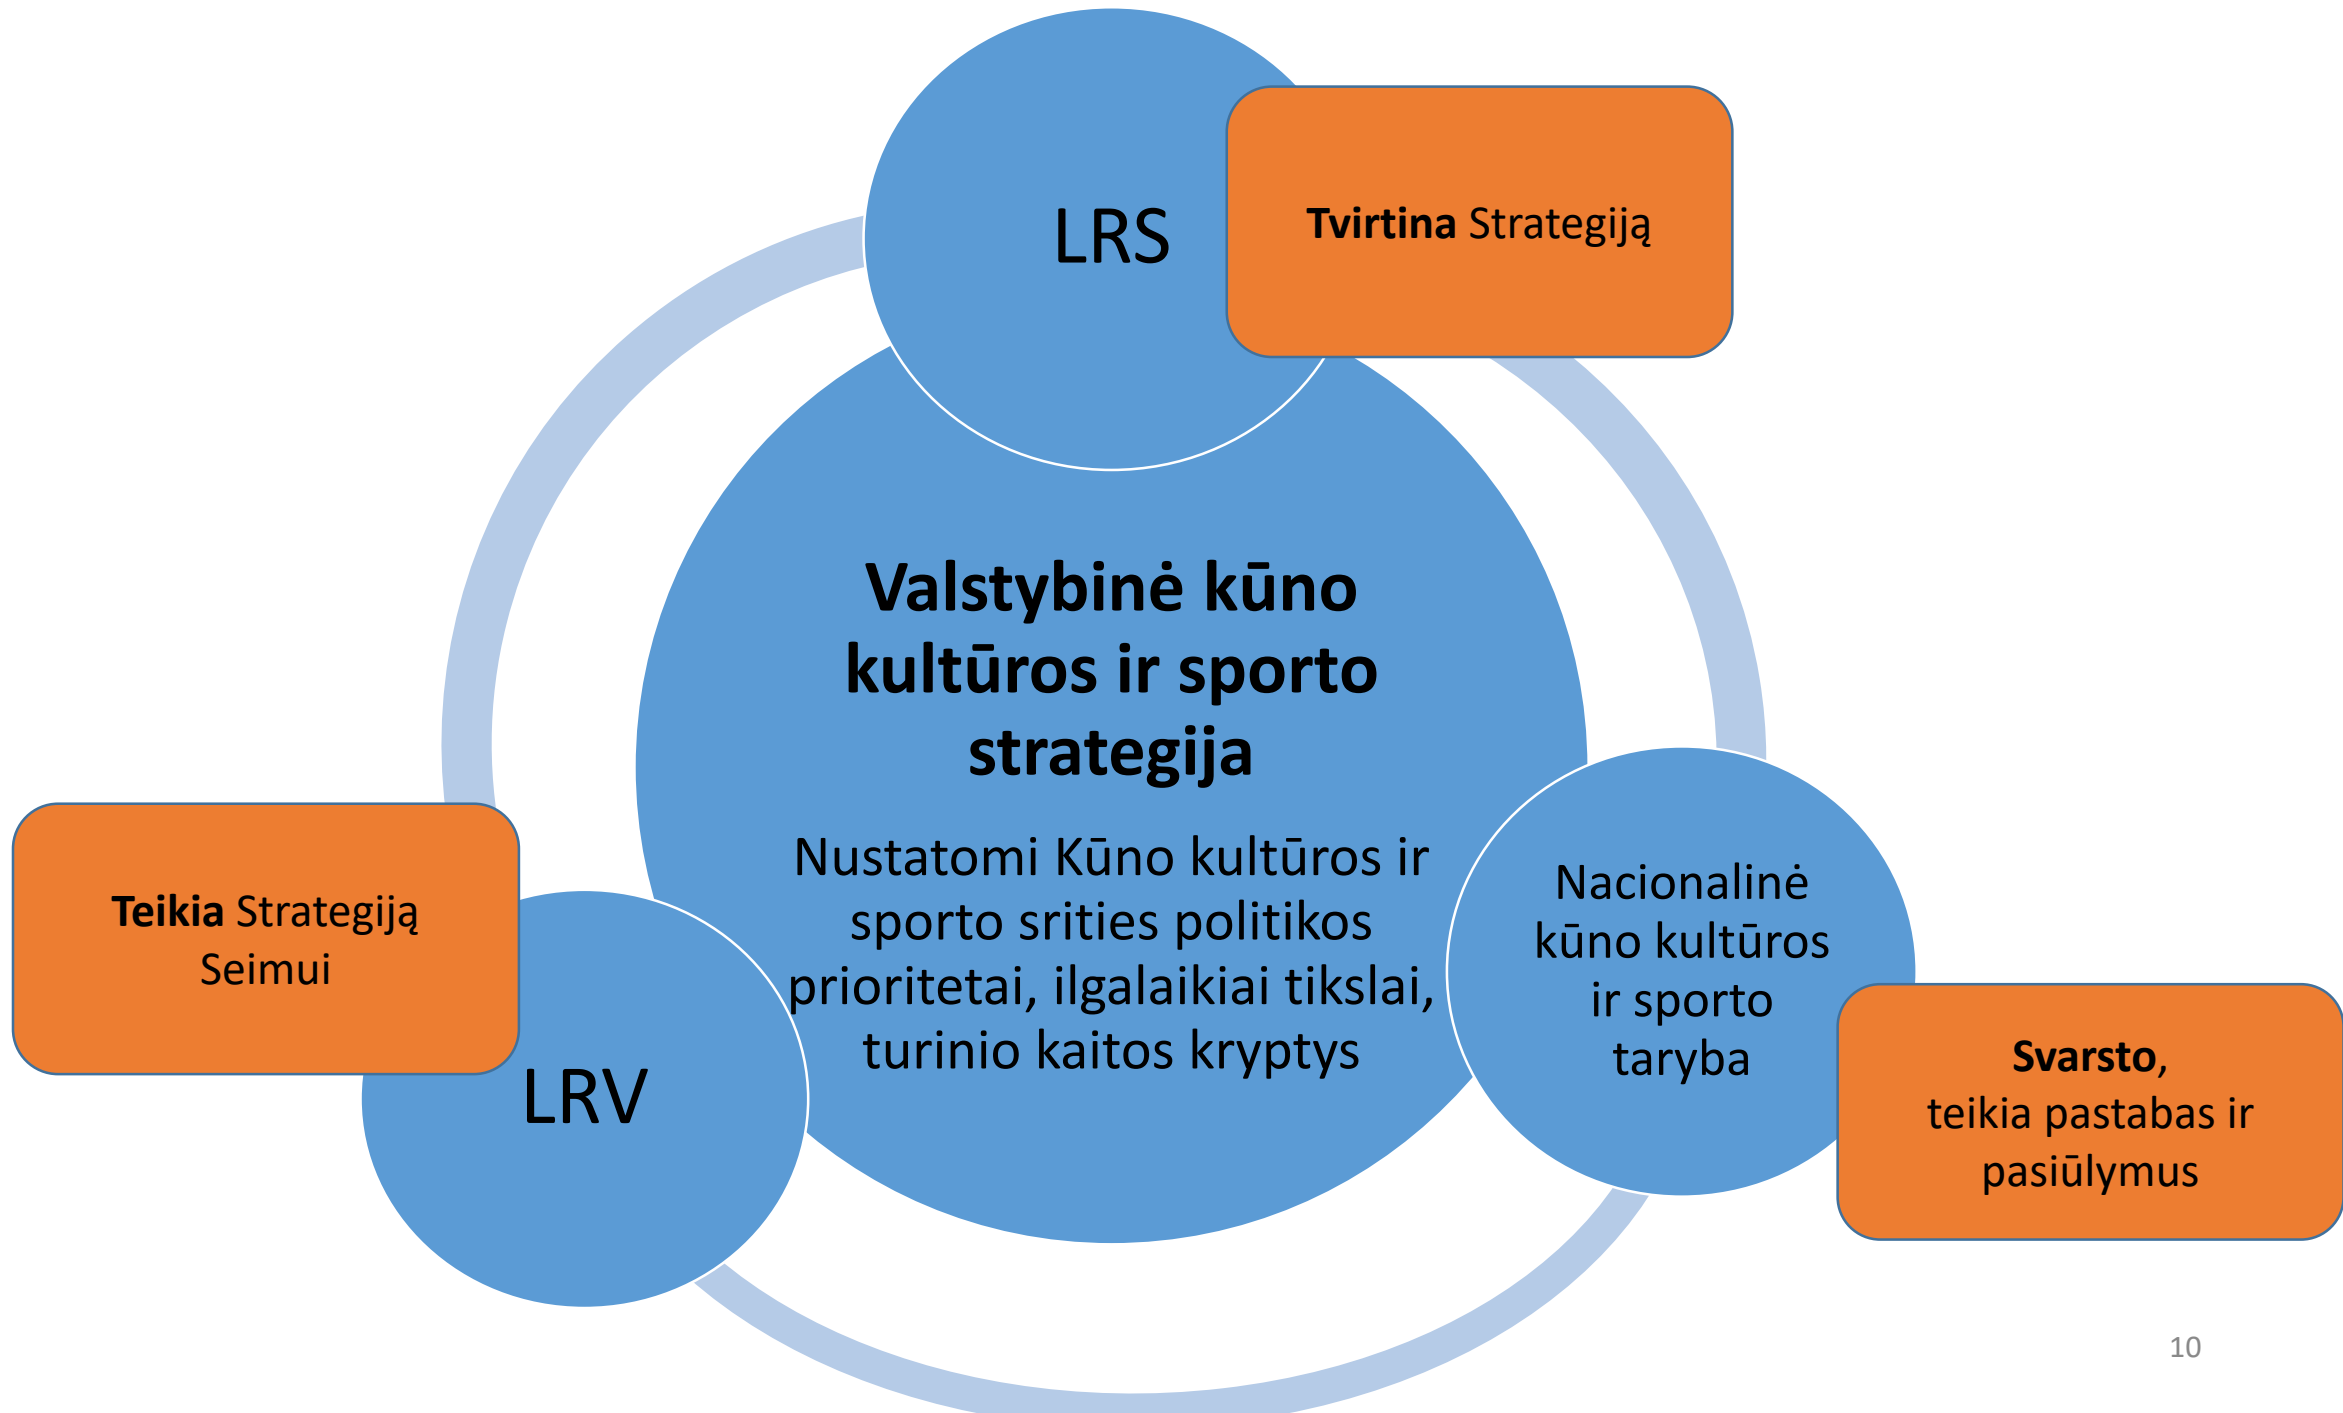 LRS
Tvirtina Strategiją
Valstybinė kūno
kultūros ir sporto
strategija
Nustatomi Kūno kultūros ir
sporto srities politikos
prioritetai, ilgalaikiai tikslai,
turinio kaitos kryptys
Nacionalinė
kūno kultūros
ir sporto
taryba
Svarsto,
teikia pastabas ir
pasiūlymus
Teikia Strategiją
Seimui
LRV
10